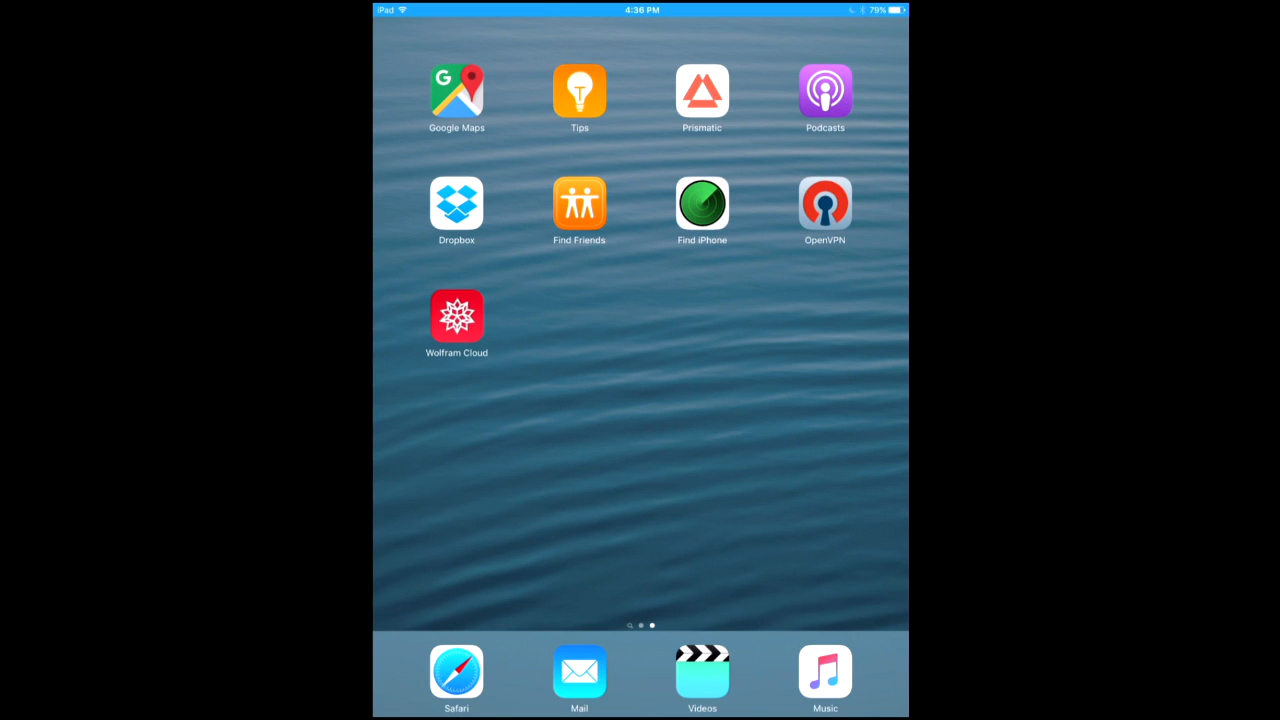 iPad 4:36 PM 79%
Google Maps Tips Prismatic Podcasts
Dropbox Find Friends Find iPhone OpenVPN
Wolfram Cloud
Safari Mail Videos Music